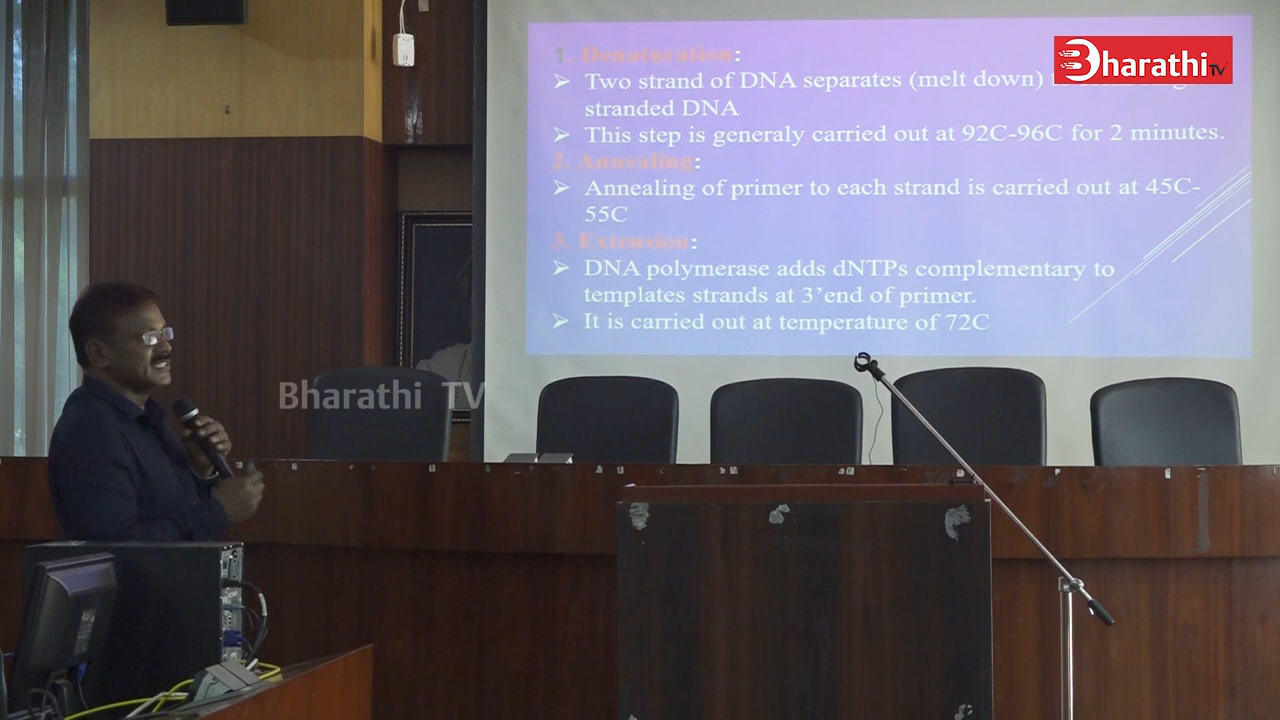 1. Denaturation:
Bharathi TV
➢ Two strand of DNA separates (melt down)
stranded DNA
➢ This step is generaly carried out at 92C-96C for 2 minutes.
2. Annealing:
➢ Annealing of primer to each strand is carried out at 45C-
55C
3. Extension:
➢ DNA polymerase adds dNTPs complementary to
templates strands at 3'end of primer.
➢ It is carried out at temperature of 72C
Bharathi TV